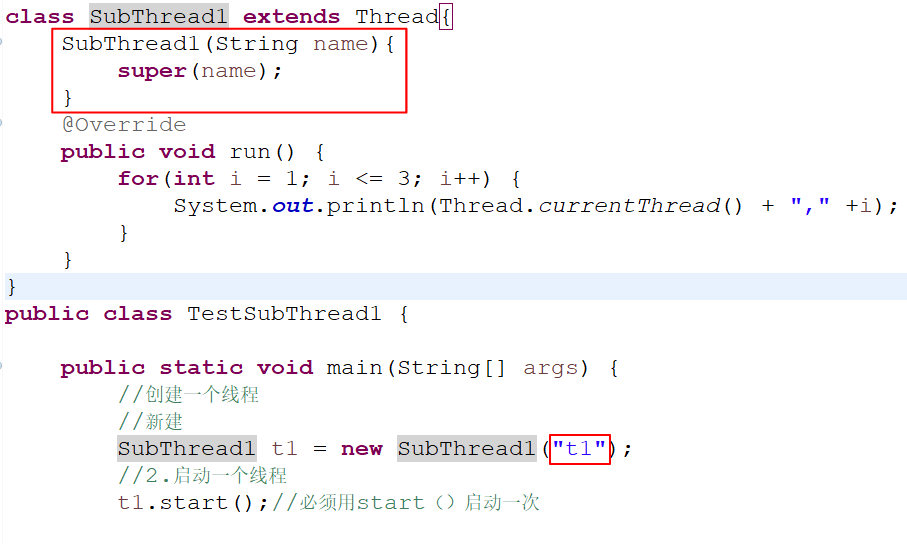 class SubThread1 extends Thread{
    SubThread1(String name){
        super(name);
    }
    @Override
    public void run() {
        for(int i = 1; i <= 3; i++) {
            System.out.println(Thread.currentThread() + "," +i);
        }
    }
}
public class TestSubThread1 {
    public static void main(String[] args) {
        //创建一个线程
        //新建
        SubThread1 t1 = new SubThread1("t1");
        //2.启动一个线程
        t1.start();//必须用start（）启动一次